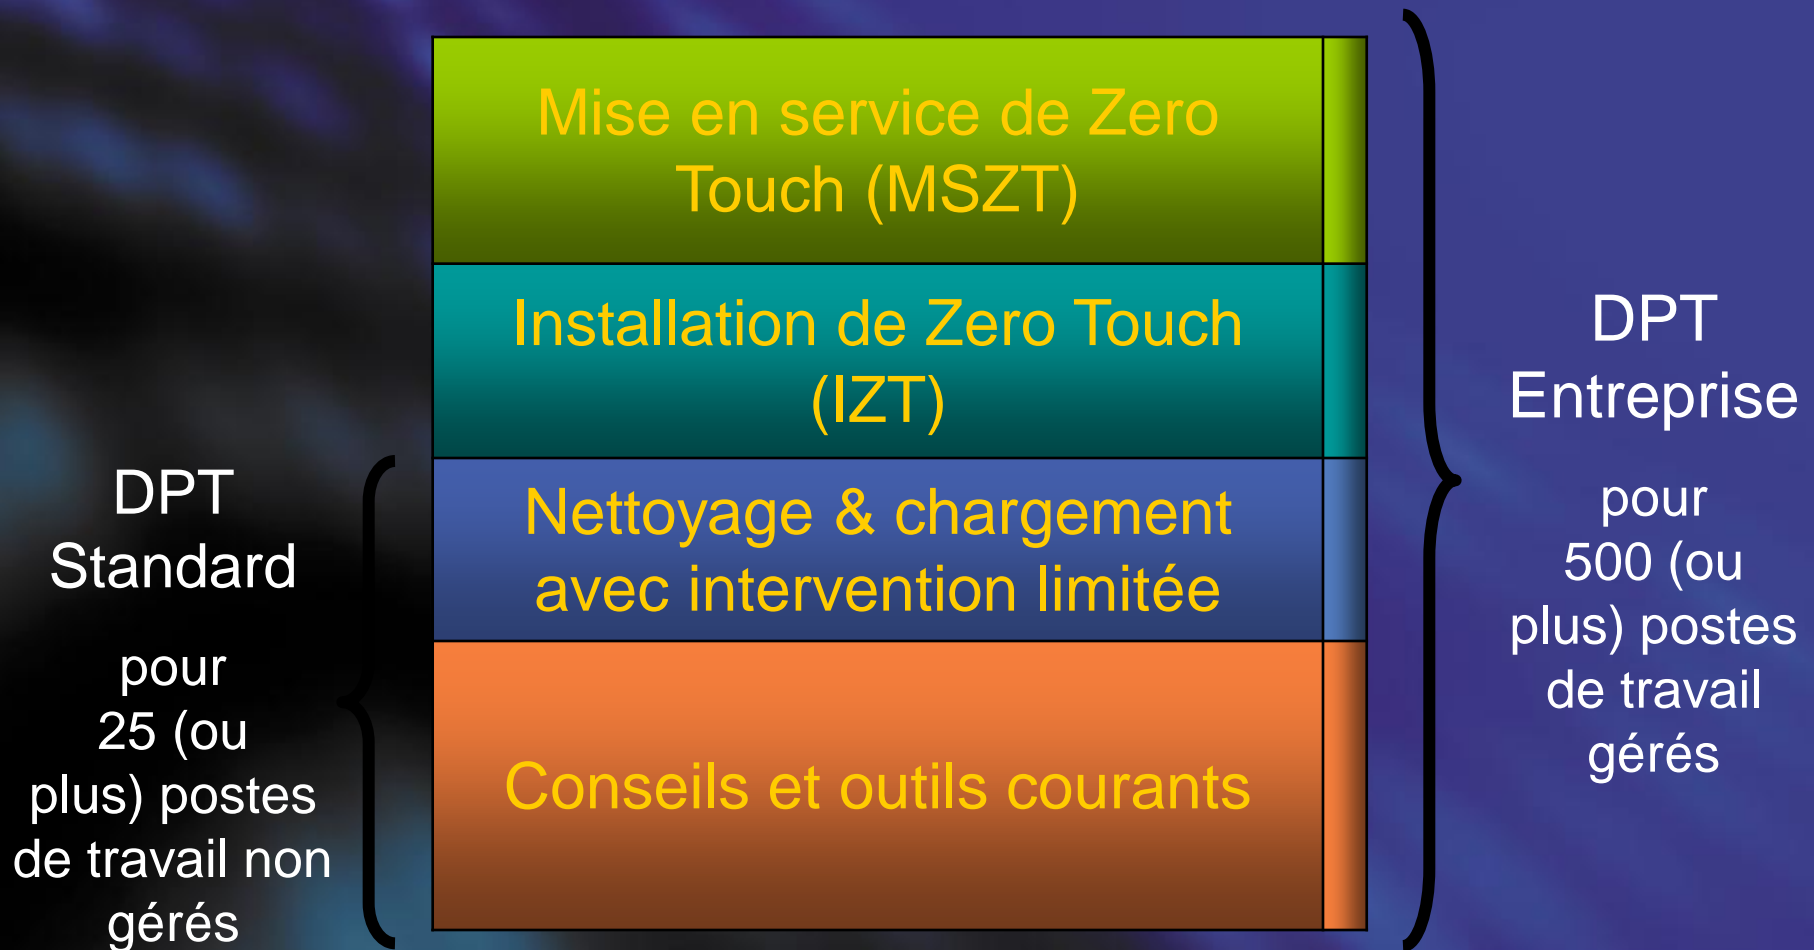 Mise en service de Zero
Touch (MSZT)
Installation de Zero Touch
(IZT)
Nettoyage & chargement
avec intervention limitée
Conseils et outils courants
DPT
Standard
pour
25 (ou
plus) postes
de travail non
gérés
DPT
Entreprise
pour
500 (ou
plus) postes
de travail
gérés